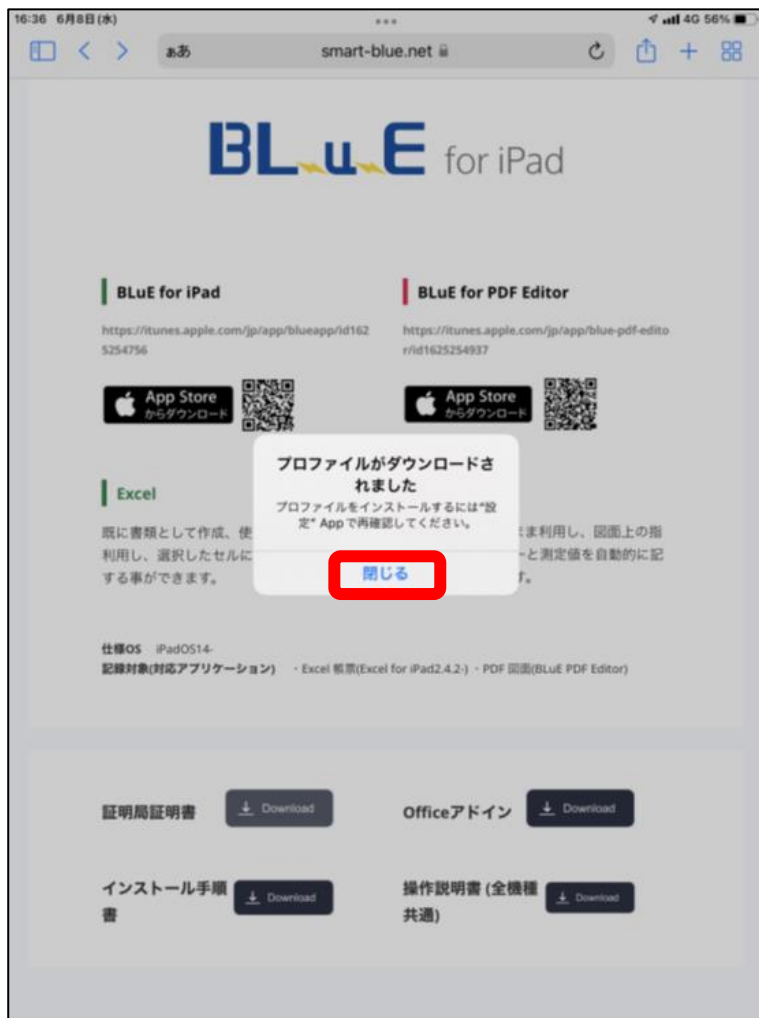 16:36 6月8日(水)
4G 56%
ぁあ
smart-blue.net
BLuE for iPad
BLuE for iPad
BLuE for PDF Editor
https://itunes.apple.com/jp/app/blueapp/id162
5254756
https://itunes.apple.com/jp/app/blue-pdf-edito
r/id1625254937
App Store
からダウンロード
App Store
からダウンロード
プロファイルがダウンロードさ
れました
プロファイルをインストールするには"設
定" Appで再確認してください。
閉じる
Excel
既に書類として作成、使
利用し、選択したセルに
する事ができます。
ま利用し、図面上の指
ーと測定値を自動的に記
す。
仕様OS iPadOS14-
記録対象(対応アプリケーション) ・Excel 帳票(Excel for iPad2.4.2-) ・PDF 図面(BLuE PDF Editor)
証明局証明書
Download
Officeアドイン
Download
インストール手順
書
Download
操作説明書 (全機種
共通)
Download